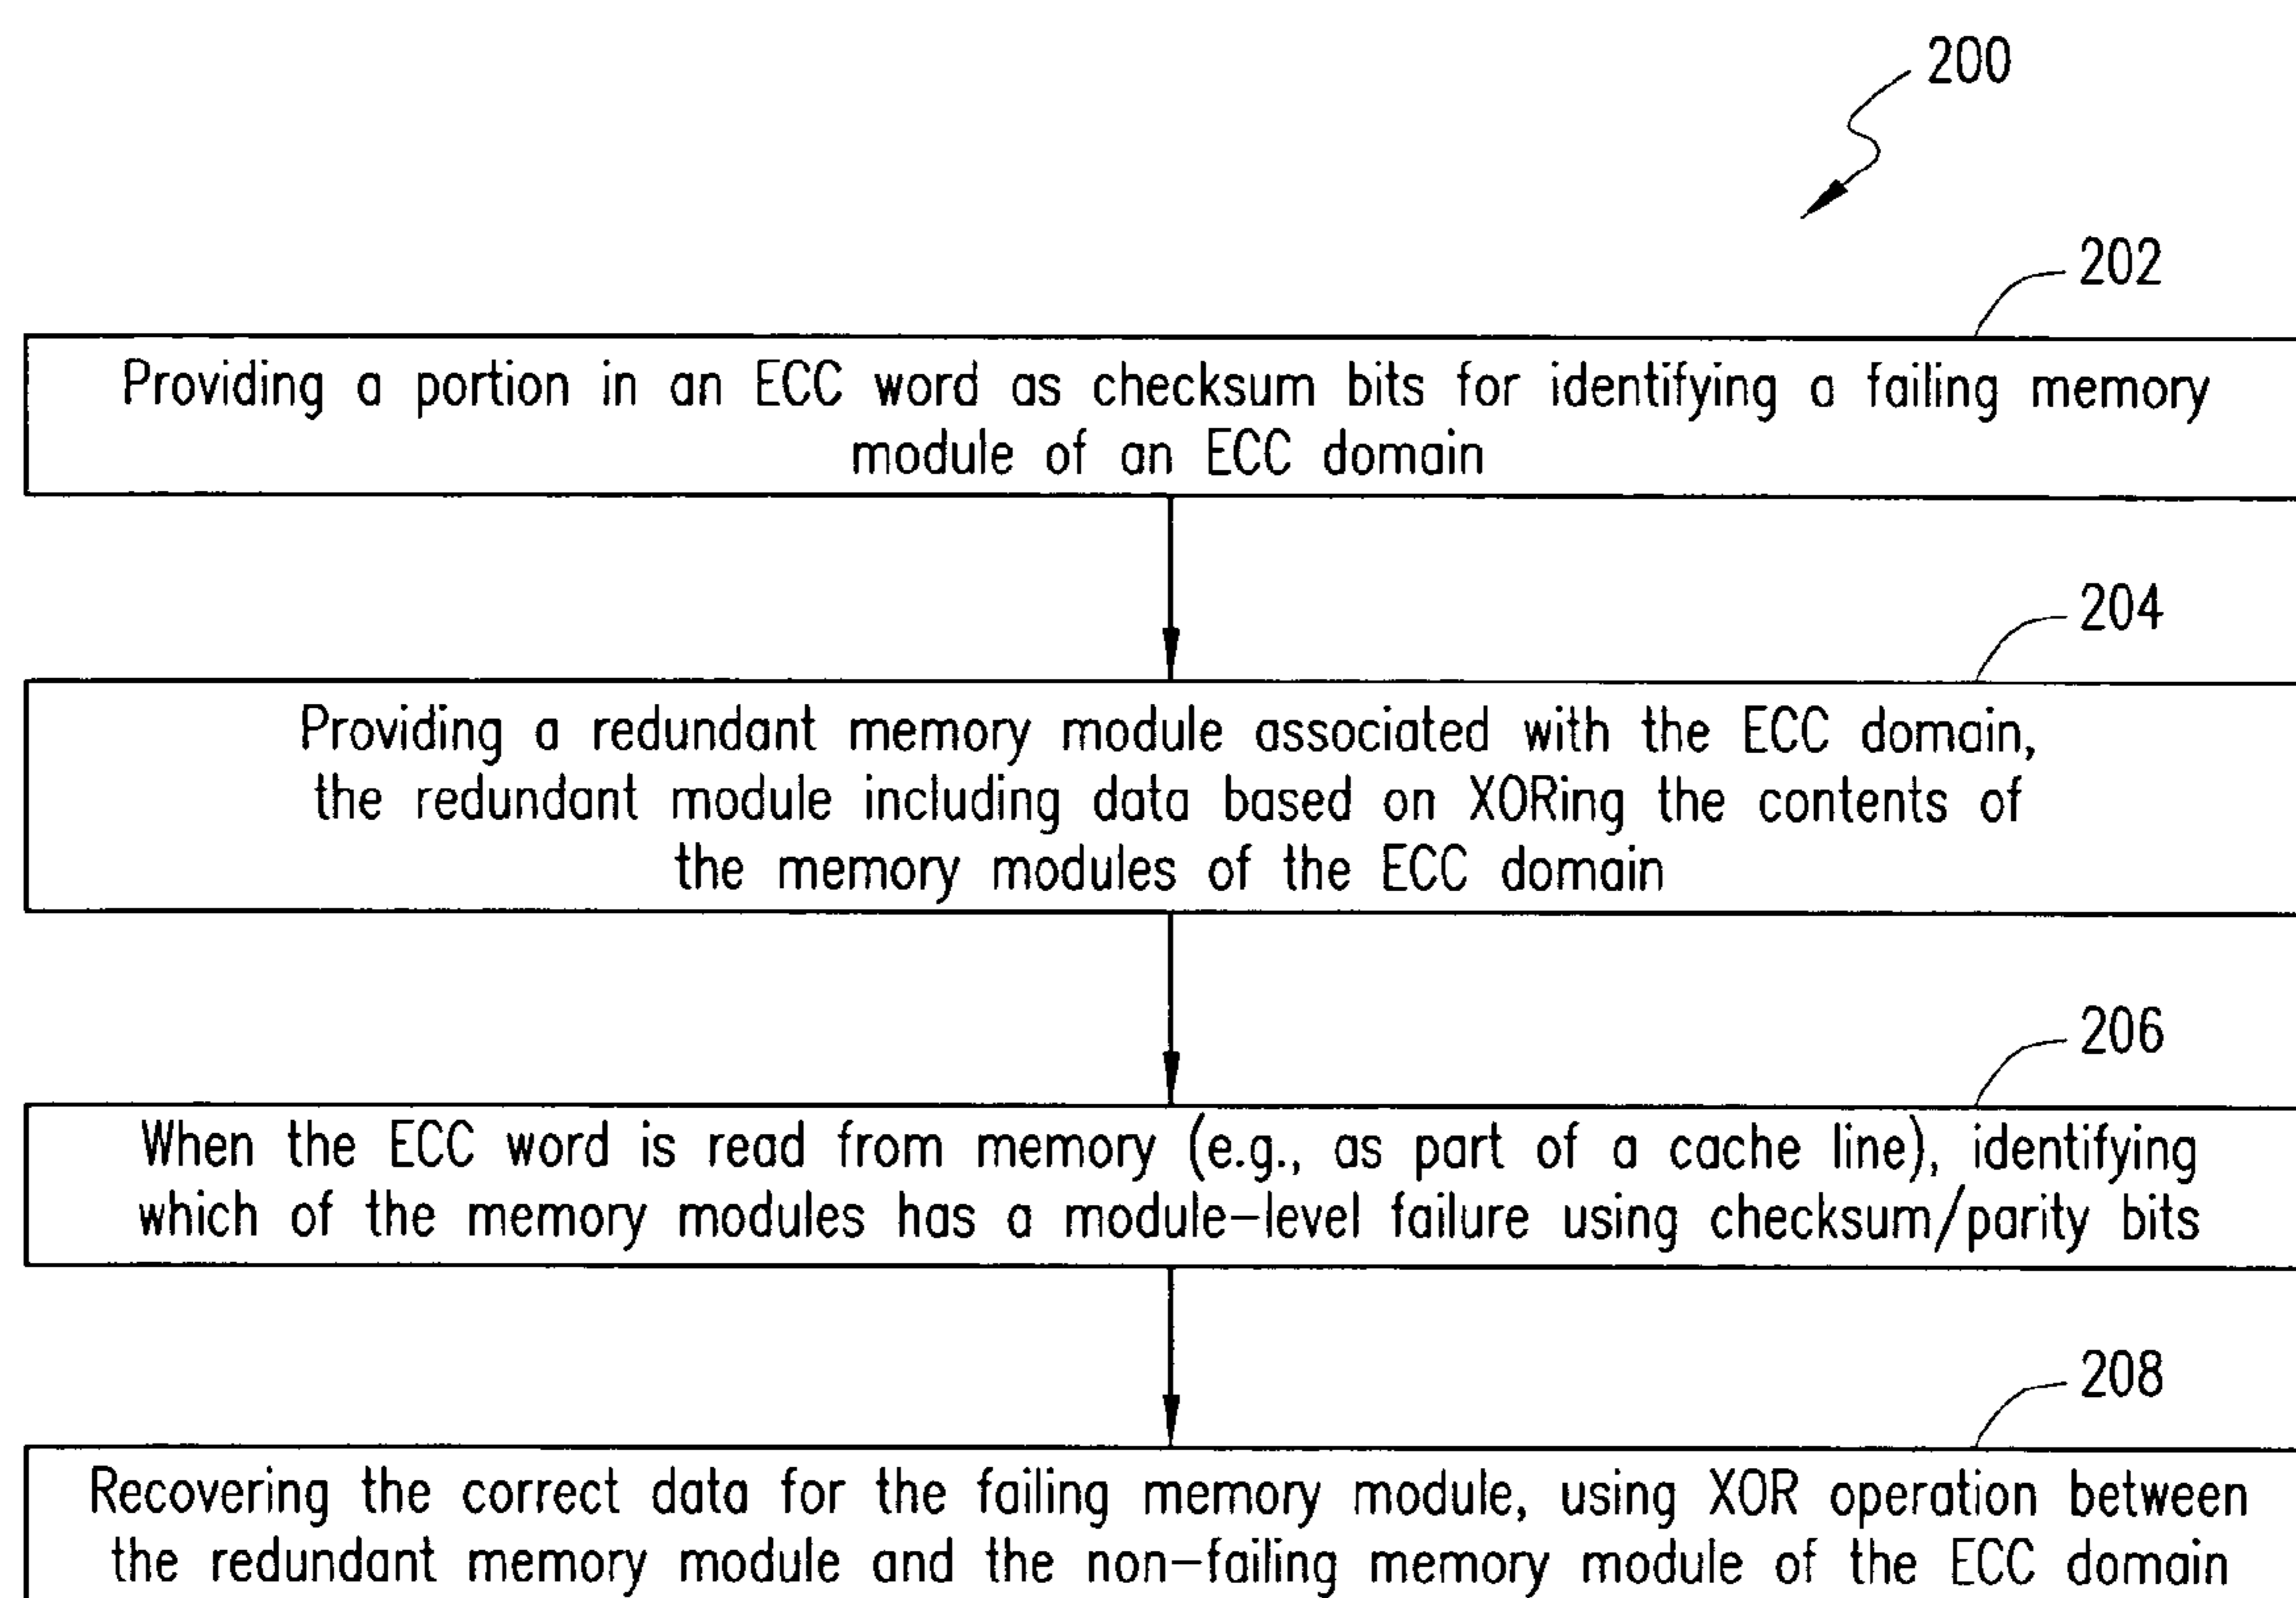 200
202
Providing a portion in an ECC word as checksum bits for identifying a failing memory
module of an ECC domain
204
Providing a redundant memory module associated with the ECC domain,
the redundant module including data based on XORing the contents of
the memory modules of the ECC domain
206
When the ECC word is read from memory (e.g., as part of a cache line), identifying
which of the memory modules has a module-level failure using checksum/parity bits
208
Recovering the correct data for the failing memory module, using XOR operation between
the redundant memory module and the non-failing memory module of the ECC domain